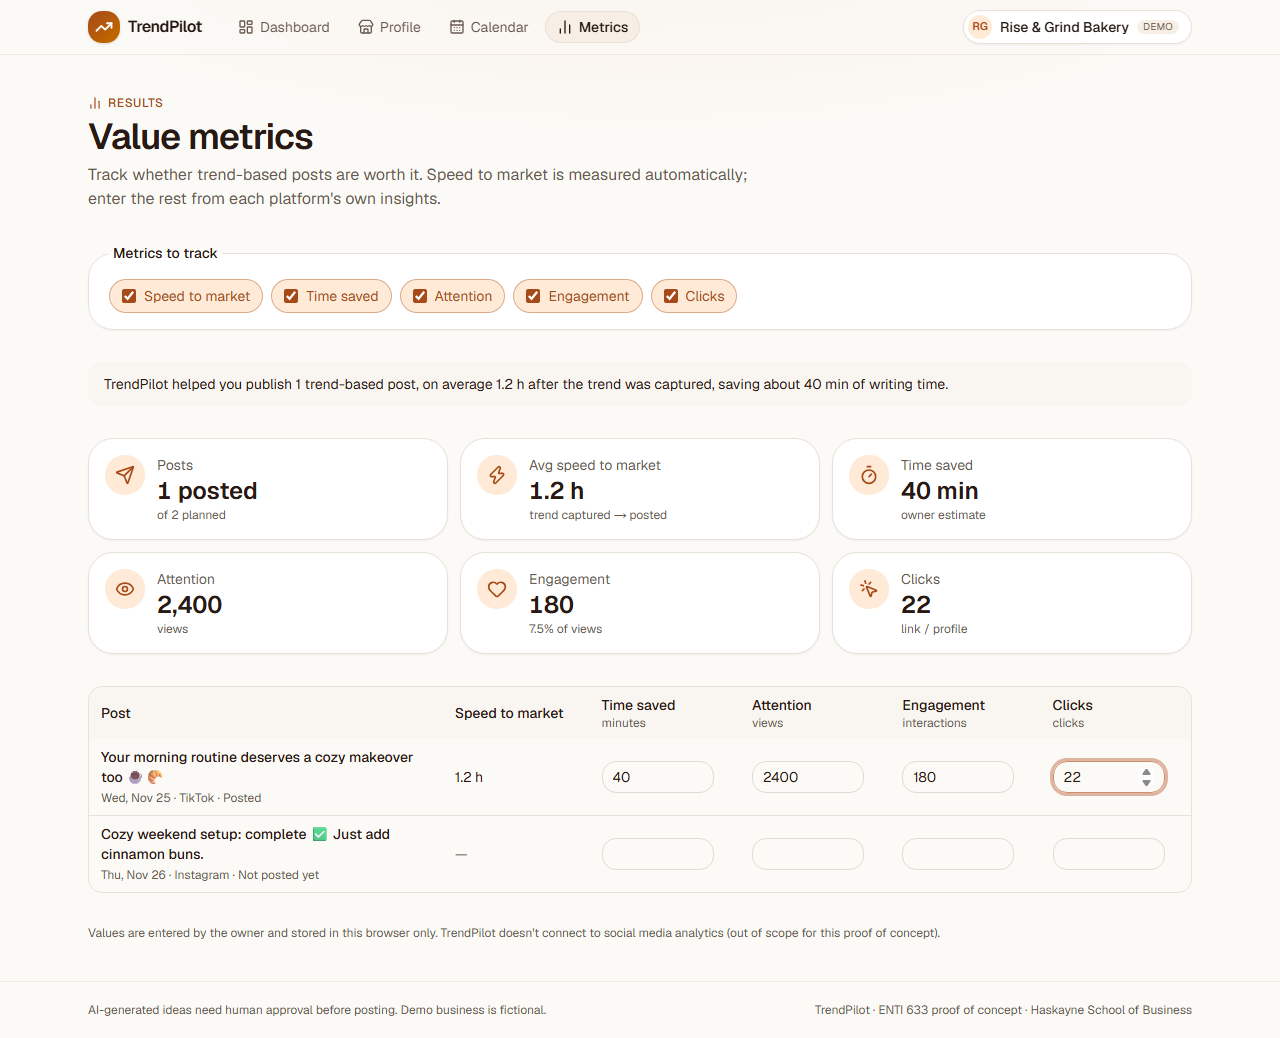 TrendPilot
Dashboard
Profile
Calendar
Metrics
RG Rise & Grind Bakery DEMO
RESULTS
Value metrics
Track whether trend-based posts are worth it. Speed to market is measured automatically;
enter the rest from each platform's own insights.
Metrics to track
Speed to market
Time saved
Attention
Engagement
Clicks
TrendPilot helped you publish 1 trend-based post, on average 1.2 h after the trend was captured, saving about 40 min of writing time.
Posts
1 posted
of 2 planned
Avg speed to market
1.2 h
trend captured → posted
Time saved
40 min
owner estimate
Attention
2,400
views
Engagement
180
7.5% of views
Clicks
22
link / profile
Post
Speed to market
Time saved
minutes
Attention
views
Engagement
interactions
Clicks
clicks
Your morning routine deserves a cozy makeover
too ☕ 🥐
Wed, Nov 25 · TikTok · Posted
1.2 h
40
2400
180
22
Cozy weekend setup: complete ✅ Just add
cinnamon buns.
Thu, Nov 26 · Instagram · Not posted yet
—
Values are entered by the owner and stored in this browser only. TrendPilot doesn't connect to social media analytics (out of scope for this proof of concept).
AI-generated ideas need human approval before posting. Demo business is fictional.
TrendPilot · ENTI 633 proof of concept · Haskayne School of Business